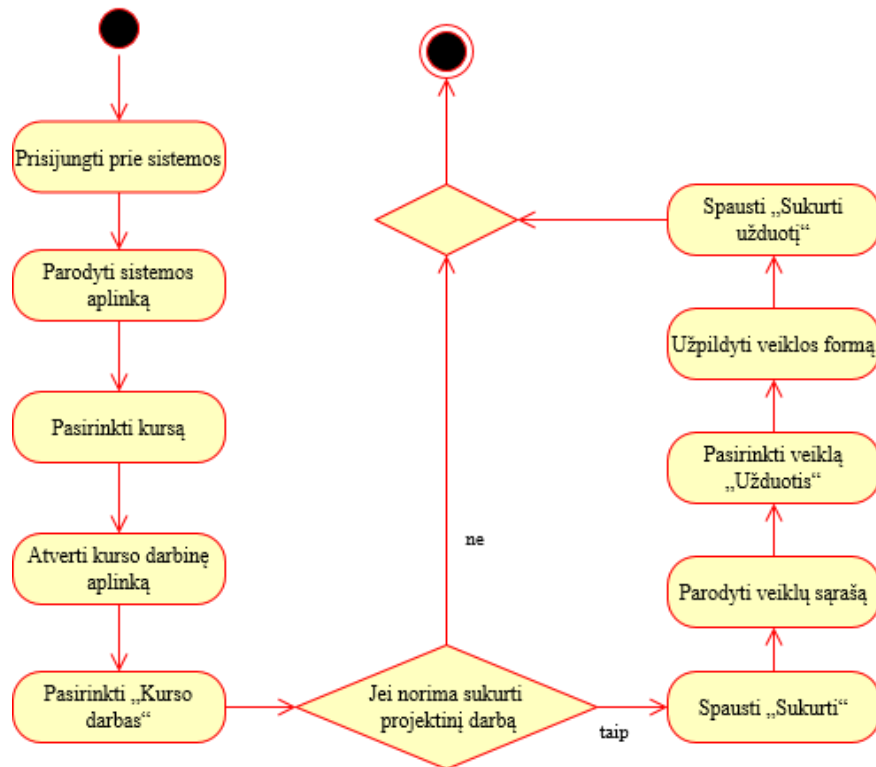 Prisijungti prie sistemos
Parodyti sistemos
aplinką
Pasirinkti kursą
Atverti kurso darbinę
aplinką
Pasirinkti „Kurso
darbas“
Jei norima sukurti
projektinį darbą
ne
taip
Spausti „Sukurti“
Parodyti veiklų sąrašą
Pasirinkti veiklą
„Užduotis“
Užpildyti veiklos formą
Spausti „Sukurti
užduotį“